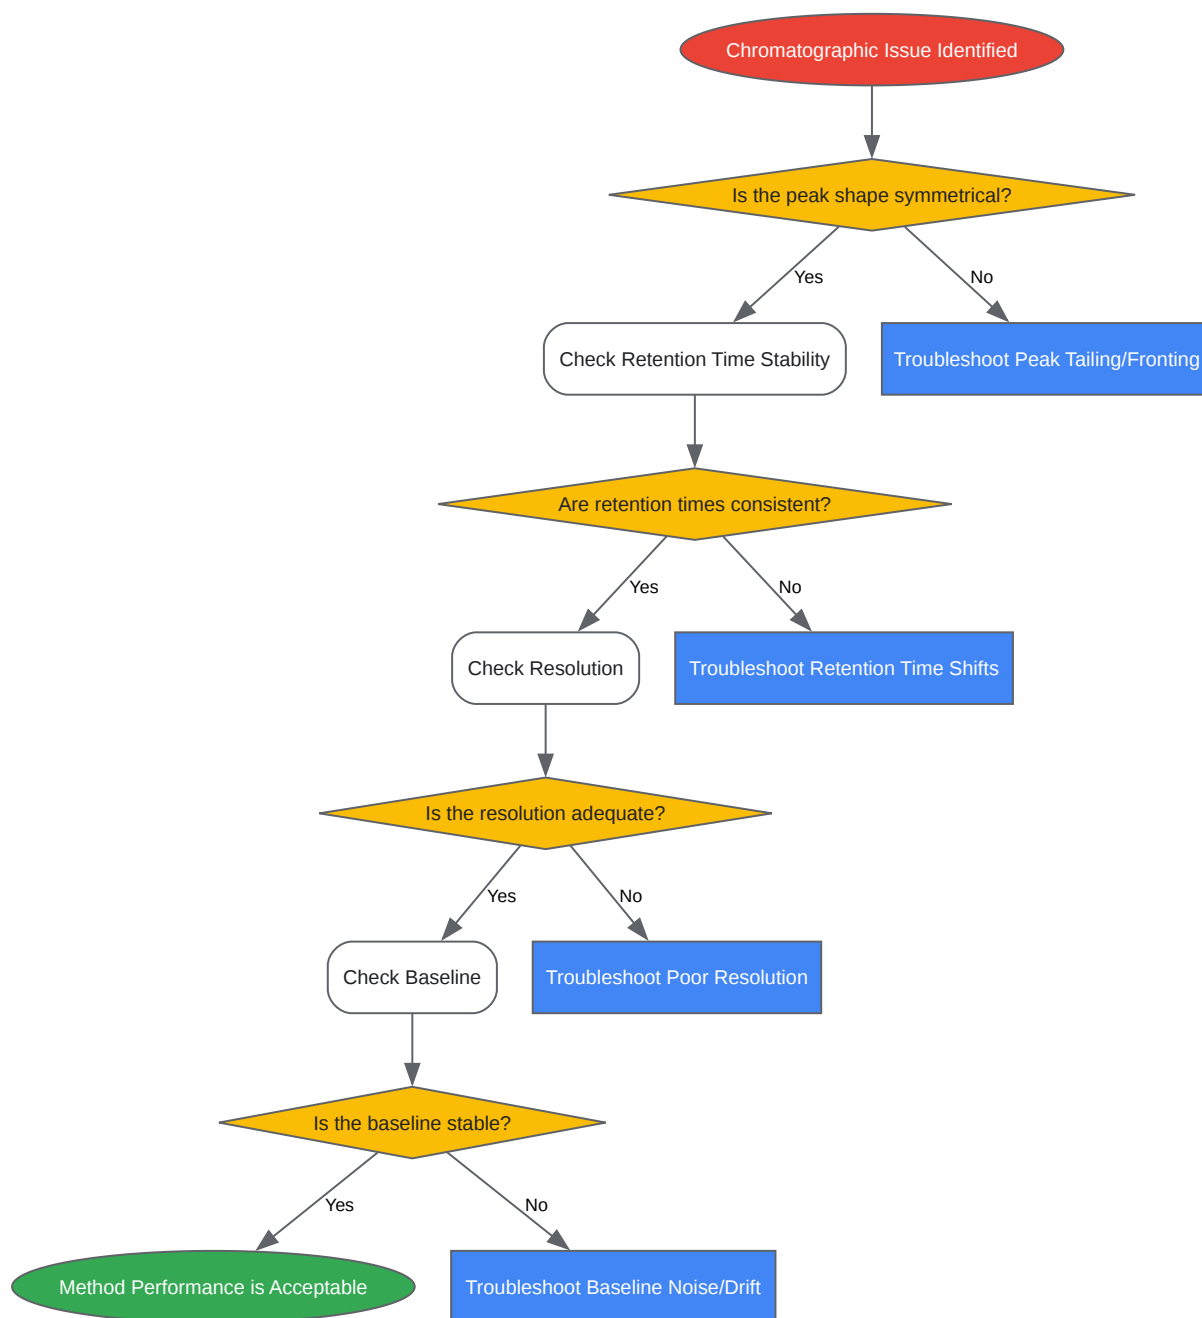 Chromatographic Issue Identified
Is the peak shape symmetrical?
Yes
No
Check Retention Time Stability
Troubleshoot Peak Tailing/Fronting
Are retention times consistent?
Yes
No
Check Resolution
Troubleshoot Retention Time Shifts
Is the resolution adequate?
Yes
No
Check Baseline
Troubleshoot Poor Resolution
Is the baseline stable?
Yes
No
Method Performance is Acceptable
Troubleshoot Baseline Noise/Drift